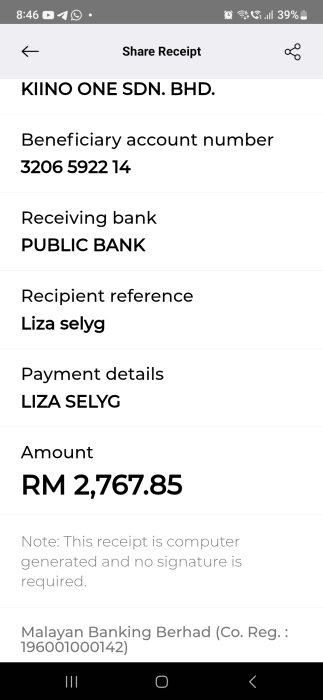 8:46
39%
Share Receipt
KIINO ONE SDN. BHD.
Beneficiary account number
3206 5922 14
Receiving bank
PUBLIC BANK
Recipient reference
Liza selyg
Payment details
LIZA SELYG
Amount
RM 2,767.85
Note: This receipt is computer
generated and no signature is
required.
Malayan Banking Berhad (Co. Reg. :
196001000142)